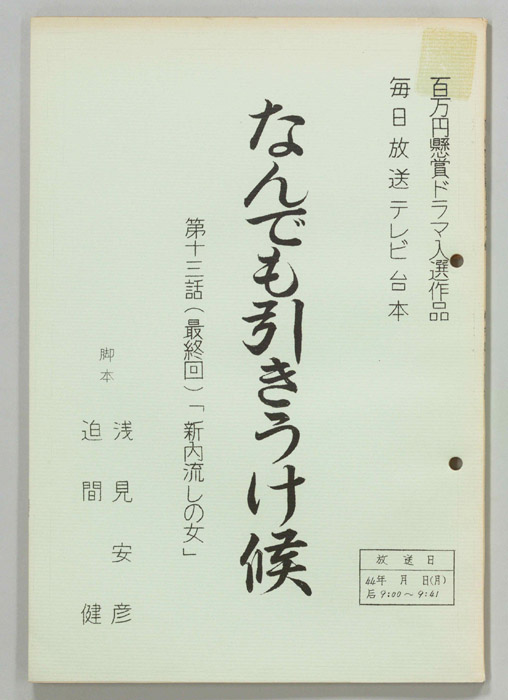 百万円懸賞ドラマ入選作品
毎日放送テレビ台本
なんでも引きうけ候
第十三話(最終回)「新内流しの女」
脚本
浅見安彦
迫間健
放送日
44年 月 日(月)
后9:00〜9:41